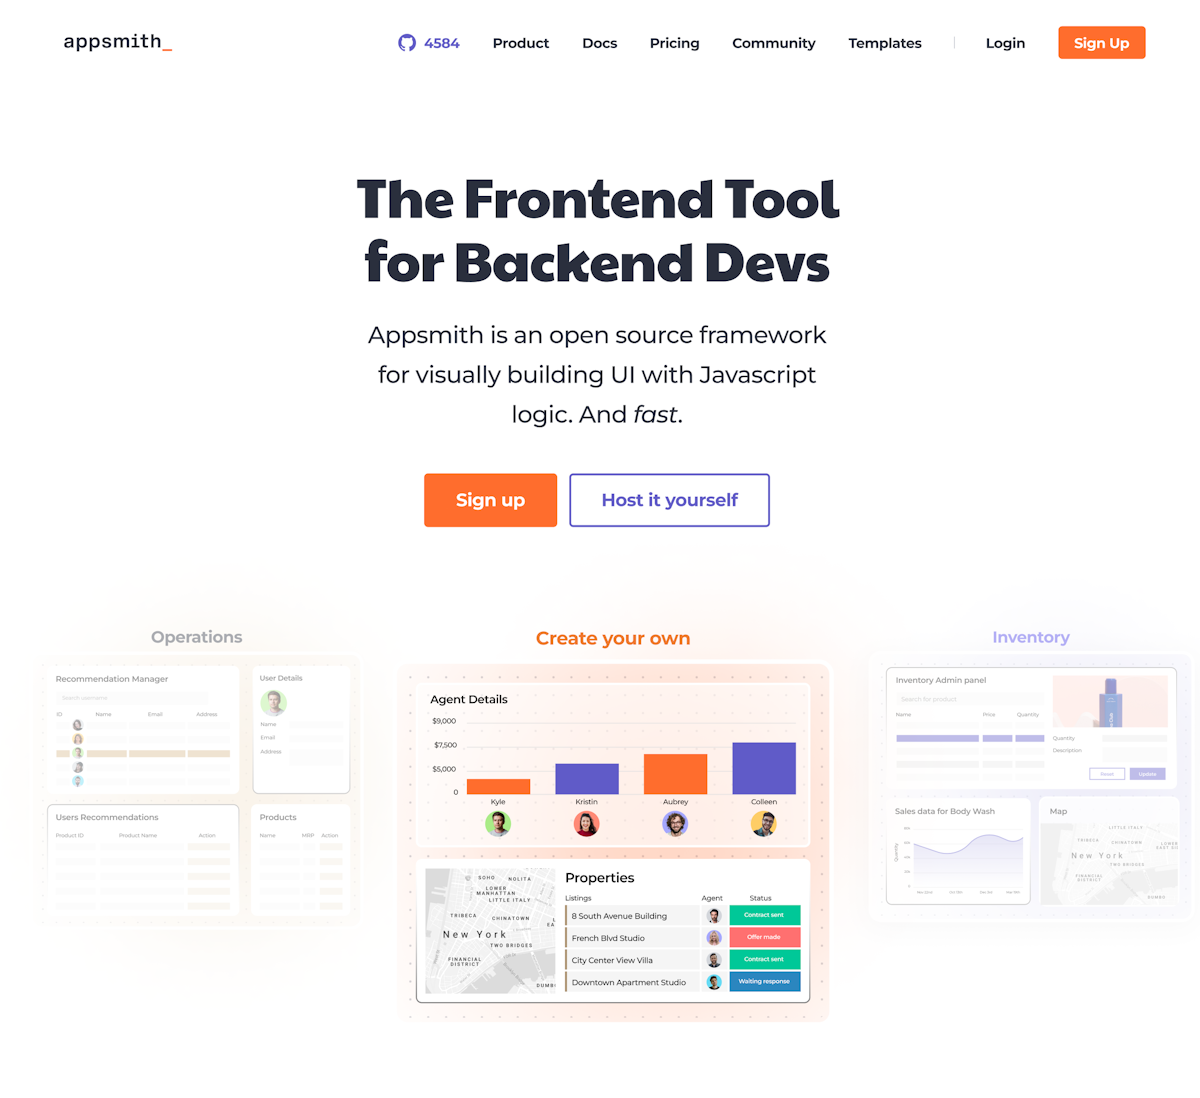 appsmith_
4584
Product
Docs
Pricing
Community
Templates
Login
Sign Up
The Frontend Tool
for Backend Devs
Appsmith is an open source framework
for visually building UI with Javascript
logic. And fast.
Sign up
Host it yourself
Operations
Recommendation Manager
Search username
ID Name Email Address
User Details
Name
Email
Address
Users Recommendations
Product ID Product Name Action
Products
Name MRP Action
Create your own
Agent Details
$9,000
$7,500
$5,000
0
Kyle Kristin Aubrey Colleen
SOHO NOLITA
LOWER
MANHATTAN
LITTLE ITALY
TRIBECA CHINATOWN
L
EA
New York
TWO BRIDGES
FINANCIAL
DISTRICT
DUMBO
Properties
Listings Agent Status
8 South Avenue Building Contract sent
French Blvd Studio Offer made
City Center View Villa Contract sent
Downtown Apartment Studio Waiting response
Inventory
Inventory Admin panel
Search for product
Name Price Quantity
Quantity
Description
Reset Update
Sales data for Body Wash
Quantity
Map
LITTLE ITALY
TRIBECA CHINATOWN
LOWER
EAST
New York
TWO BRIDGES
FINANCIAL
DISTRICT
DUMBO